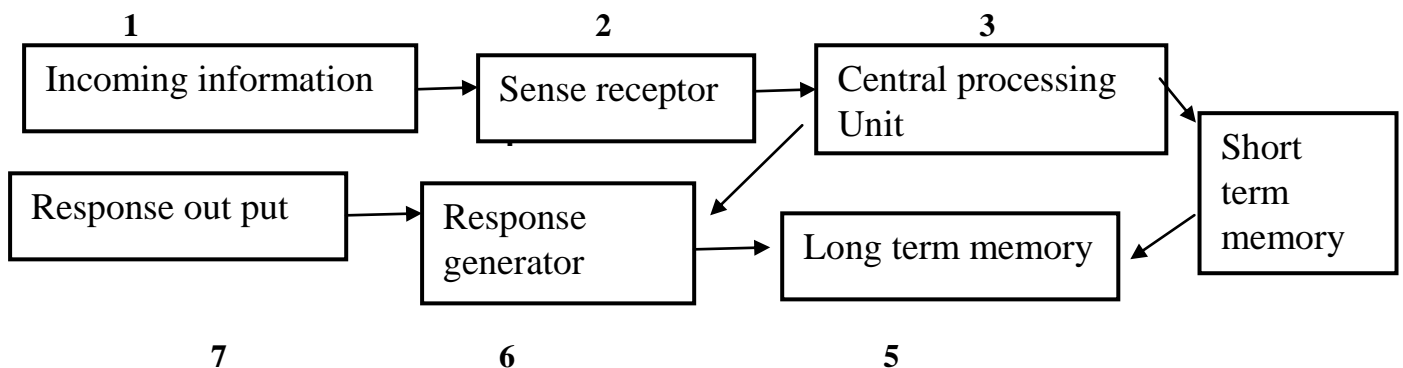 1 2 3
Incoming information
Sense receptor
Central processing
Unit
Short
term
memory
Response out put
Response
generator
Long term memory
7 6 5